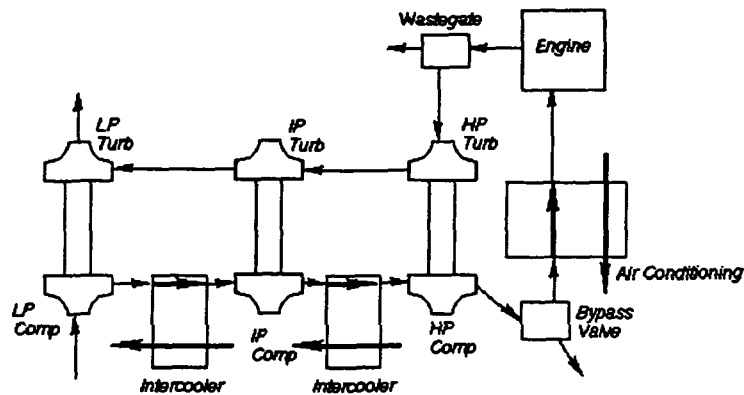 Wastegate
Engine
LP
Turb
IP
Turb
HP
Turb
Air Conditioning
LP
Comp
IP
Comp
HP
Comp
Bypass
Valve
Intercooler
Intercooler